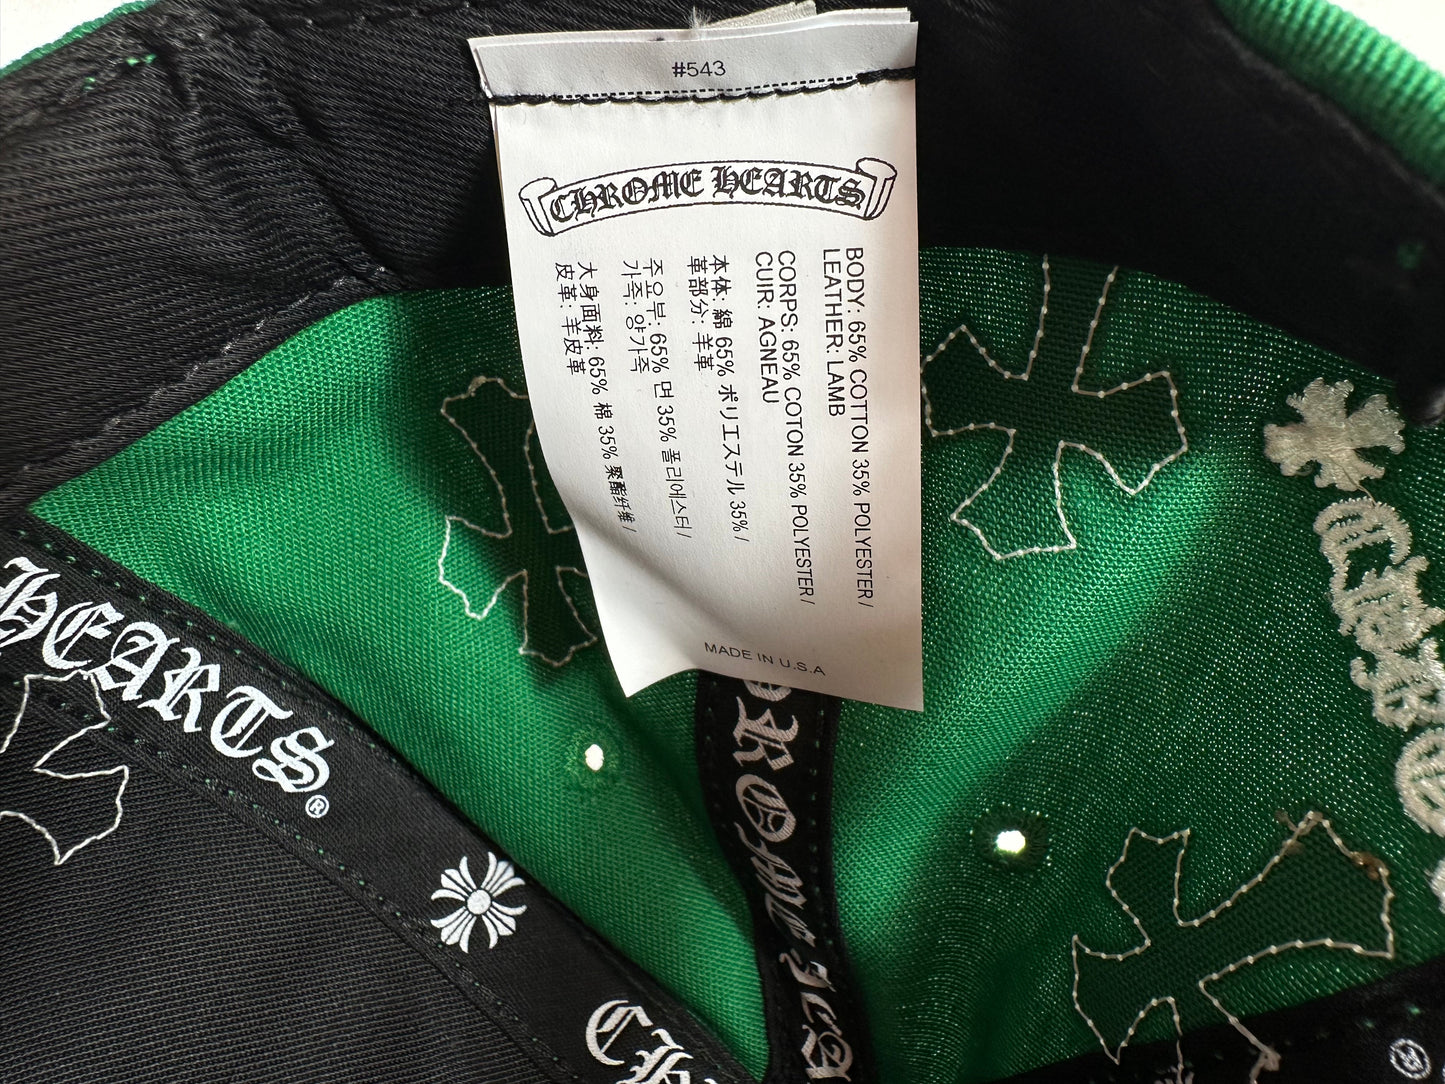 #543
CHROME HEARTS
BODY: 65% COTTON 35% POLYESTER /
LEATHER: LAMB
CORPS: 65% COTON 35% POLYESTER /
CUIR: AGNEAU
本体: 綿 65% ポリエステル 35% /
革部分: 羊革
주요부: 65% 면 35% 폴리에스터 /
가죽: 양가죽
大身面料: 65% 棉 35% 聚酯纤维 /
皮革: 羊皮革
MADE IN U.S.A
HEARTS®